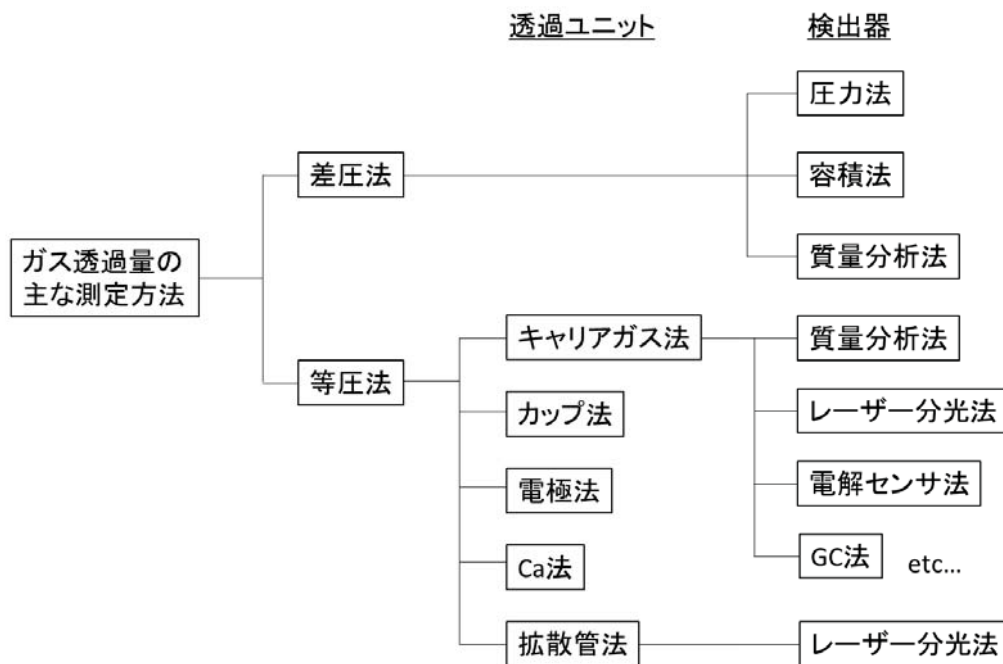 透過ユニット
検出器
圧力法
差圧法
容積法
ガス透過量の
主な測定方法
質量分析法
キャリアガス法
質量分析法
等圧法
カップ法
レーザー分光法
電極法
電解センサ法
Ca法
GC法
etc...
拡散管法
レーザー分光法